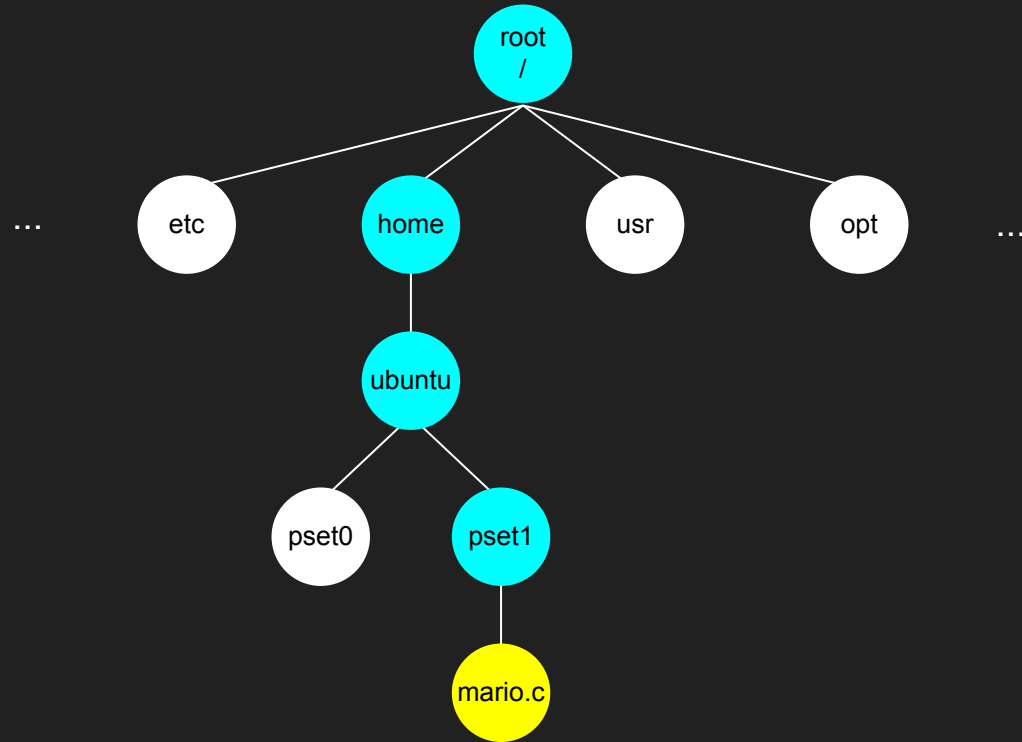 root
/
...
etc
home
usr
opt
...
ubuntu
pset0
pset1
mario.c